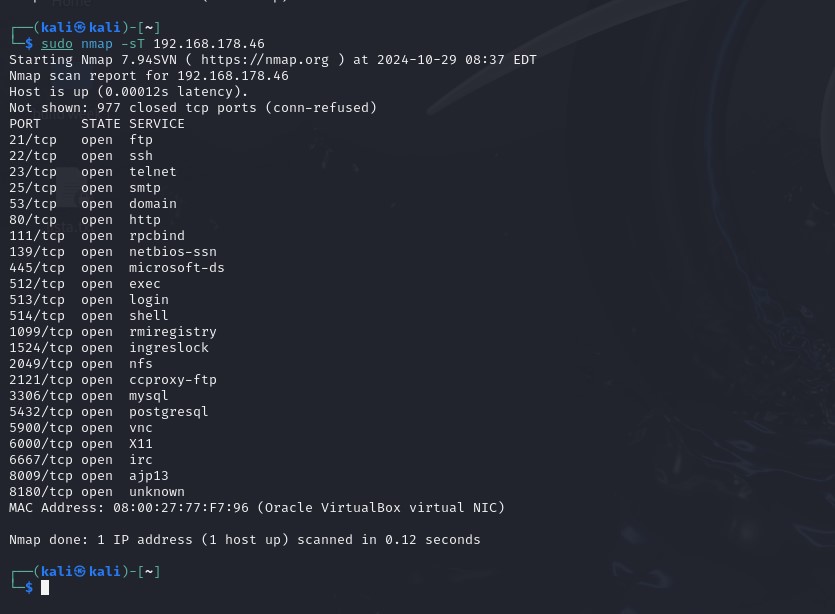 ┌──(kali㉿kali)-[~]
└─$ sudo nmap -sT 192.168.178.46
Starting Nmap 7.94SVN ( https://nmap.org ) at 2024-10-29 08:37 EDT
Nmap scan report for 192.168.178.46
Host is up (0.00012s latency).
Not shown: 977 closed tcp ports (conn-refused)
PORT     STATE SERVICE
21/tcp   open  ftp
22/tcp   open  ssh
23/tcp   open  telnet
25/tcp   open  smtp
53/tcp   open  domain
80/tcp   open  http
111/tcp  open  rpcbind
139/tcp  open  netbios-ssn
445/tcp  open  microsoft-ds
512/tcp  open  exec
513/tcp  open  login
514/tcp  open  shell
1099/tcp open  rmiregistry
1524/tcp open  ingreslock
2049/tcp open  nfs
2121/tcp open  ccproxy-ftp
3306/tcp open  mysql
5432/tcp open  postgresql
5900/tcp open  vnc
6000/tcp open  X11
6667/tcp open  irc
8009/tcp open  ajp13
8180/tcp open  unknown
MAC Address: 08:00:27:77:F7:96 (Oracle VirtualBox virtual NIC)
Nmap done: 1 IP address (1 host up) scanned in 0.12 seconds
┌──(kali㉿kali)-[~]
└─$